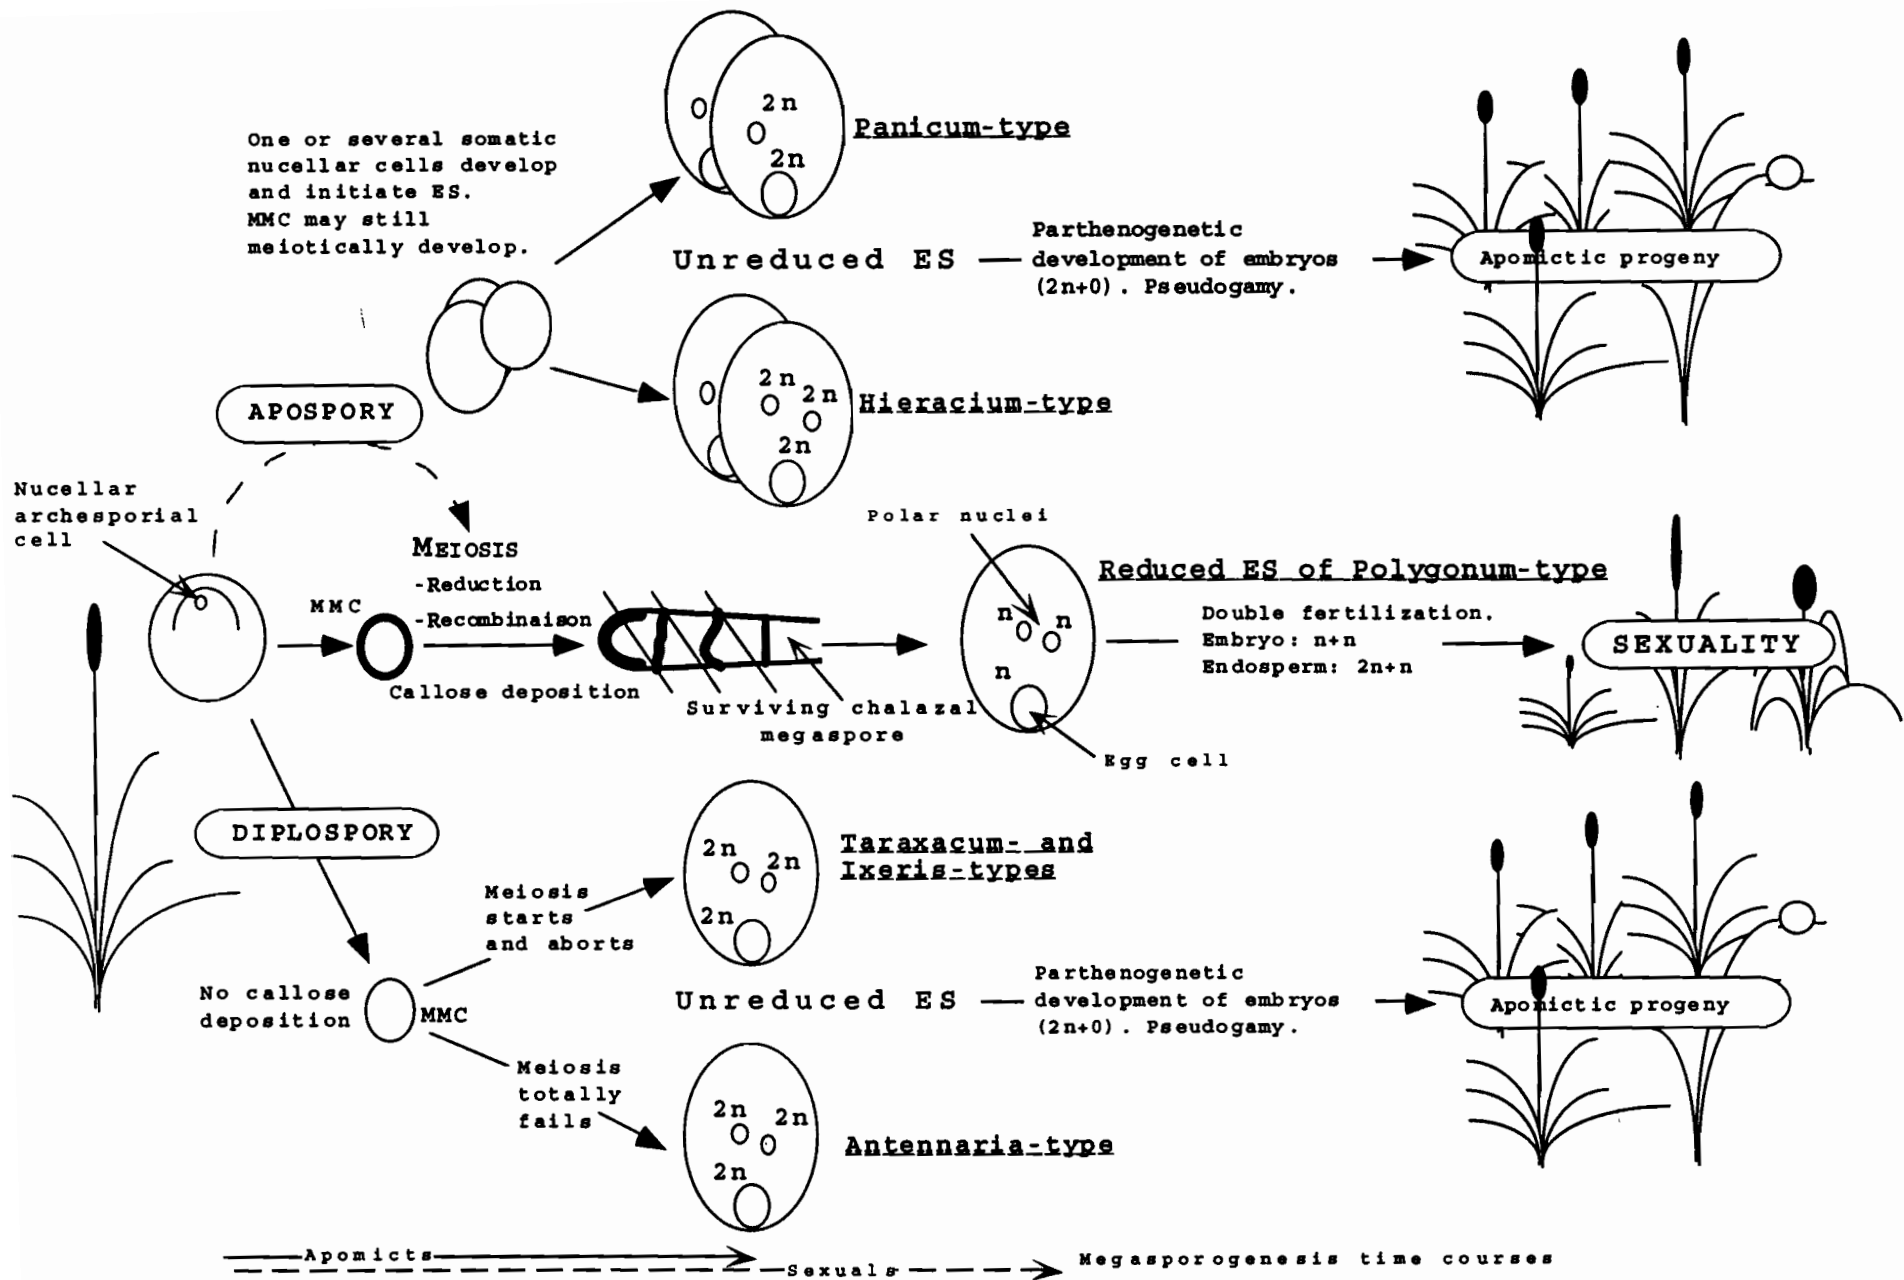 One or several somatic
nucellar cells develop
and initiate ES.
MMC may still
meiotically develop.
2n
2n
Panicum-type
Unreduced ES
Parthenogenetic
development of embryos
(2n+0). Pseudogamy.
Apomictic progeny
2n
2n
2n
Hieracium-type
APOSPORY
Nucellar
archesporial
cell
MEIOSIS
-Reduction
-Recombinaison
MMC
Callose deposition
Surviving chalazal
megaspore
Polar nuclei
n
n
n
Egg cell
Reduced ES of Polygonum-type
Double fertilization.
Embryo: n+n
Endosperm: 2n+n
SEXUALITY
DIPLOSPORY
Meiosis
starts
and aborts
2n
2n
2n
Taraxacum- and
Ixeris-types
No callose
deposition
MMC
Unreduced ES
Parthenogenetic
development of embryos
(2n+0). Pseudogamy.
Apomictic progeny
Meiosis
totally
fails
2n
2n
2n
Antennaria-type
Apomicts
Sexuals
Megasporogenesis time courses